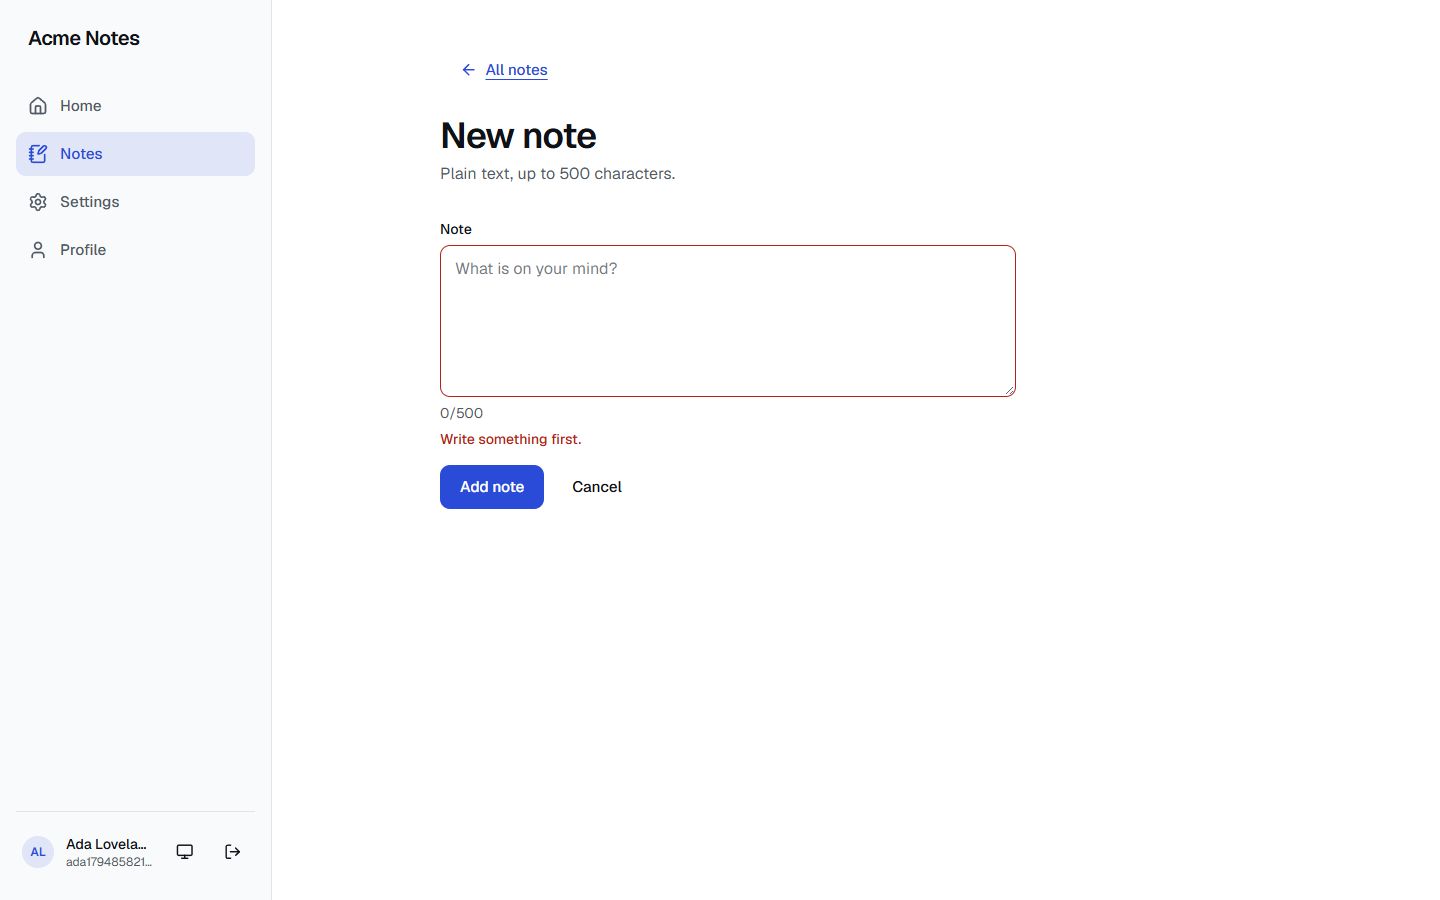 Acme Notes
Home
Notes
Settings
Profile
AL
Ada Lovela...
ada179485821...
All notes
New note
Plain text, up to 500 characters.
Note
What is on your mind?
0/500
Write something first.
Add note
Cancel